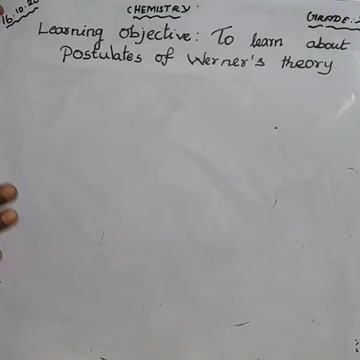 16.10.20
CHEMISTRY.
GRADE.
Learning objective: To learn about
Postulates of Werner's theory